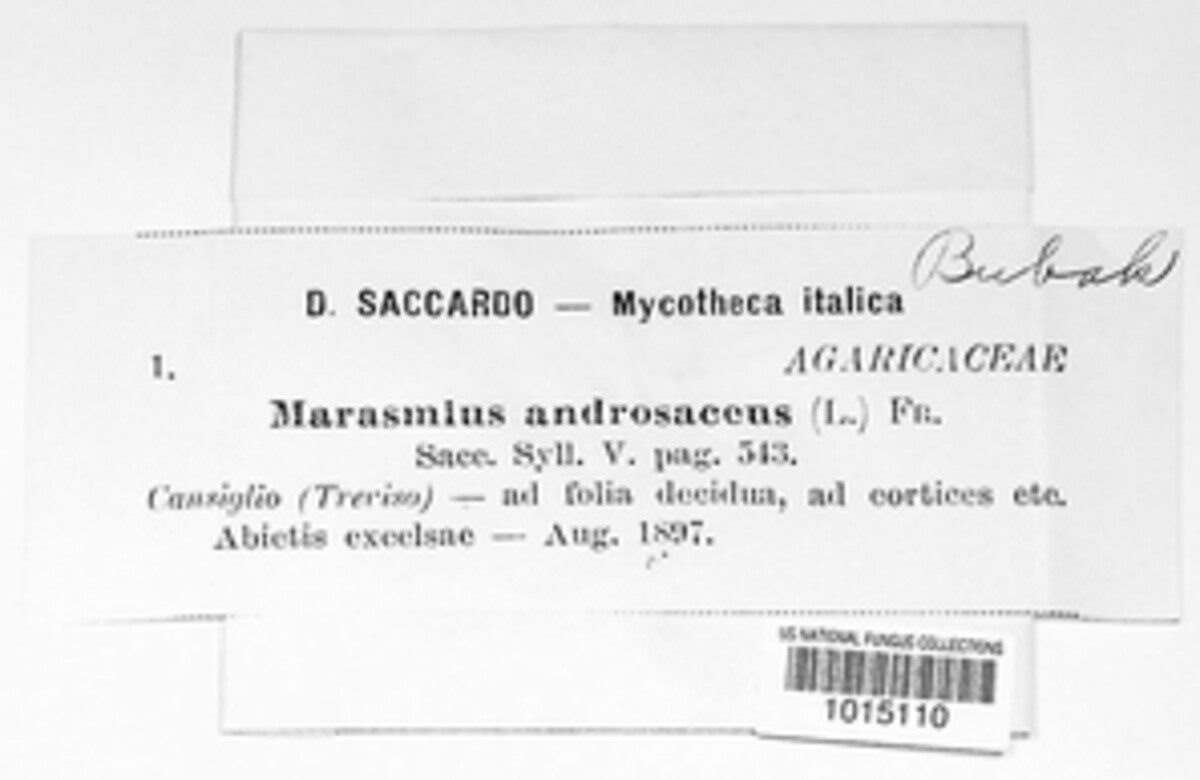 Bubak
D. SACCARDO — Mycotheca italica
1. AGARICACEAE
Marasmius androsaceus (L.) Fr.
Sacc. Syll. V. pag. 543.
Cansiglio (Treviso) — ad folia decidua, ad cortices etc.
Abietis excelsae — Aug. 1897.
US NATIONAL FUNGUS COLLECTIONS
1015110